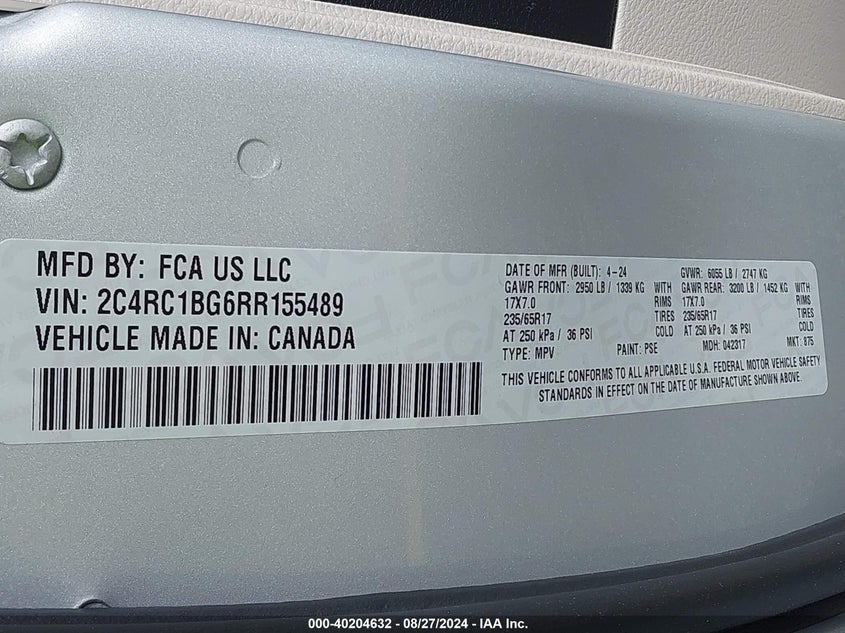 MFD BY: FCA US LLC
VIN: 2C4RC1BG6RR155489
VEHICLE MADE IN: CANADA
DATE OF MFR (BUILT): 4-24 GVWR: 6055 LB / 2747 KG
GAWR FRONT: 2950 LB / 1339 KG WITH GAWR REAR: 3200 LB / 1452 KG WITH
17X7.0 RIMS 17X7.0 RIMS
235/65R17 TIRES 235/65R17 TIRES
AT 250 kPa / 36 PSI COLD AT 250 kPa / 36 PSI COLD
TYPE: MPV PAINT: PSE MDH: 042317 MKT: 875
THIS VEHICLE CONFORMS TO ALL APPLICABLE U.S.A. FEDERAL MOTOR VEHICLE SAFETY
STANDARDS IN EFFECT ON THE DATE OF MANUFACTURE SHOWN ABOVE.
000-40204632 - 08/27/2024 - IAA Inc.